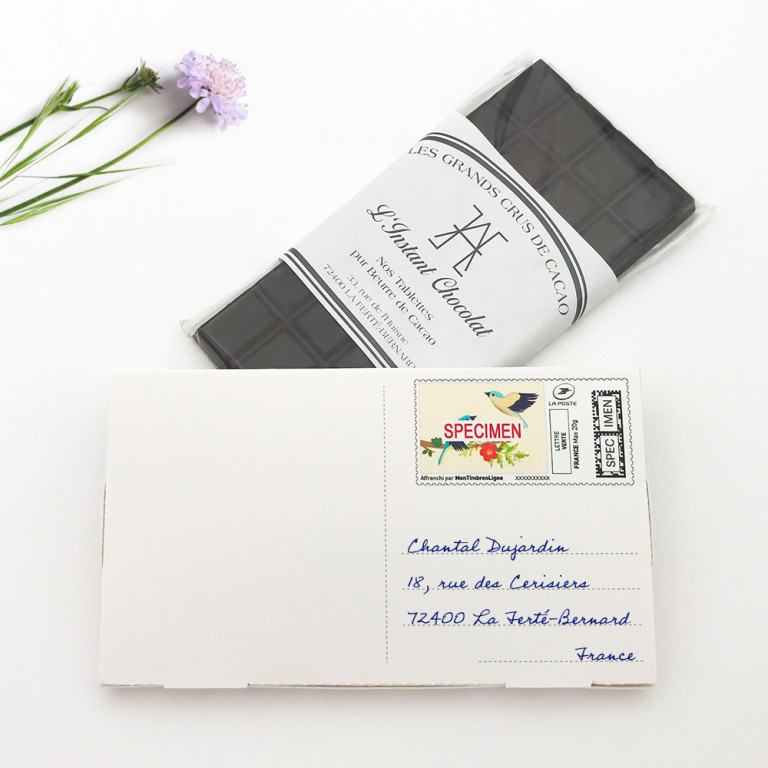 LES GRANDS CRUS DE CACAO
L'Instant Chocolat
Nos Tablettes
pur Beurre de Cacao
33, rue de l'Huisne
72400 LA FERTÉ-BERNARD
SPECIMEN
LA POSTE
LETTRE
VERTE
FRANCE Max 20g
SPEC IMEN
Affranchi par MonTimbrenLigne
XXXXXXXXXX
Chantal Dujardin
18, rue des Cerisiers
72400 La Ferté-Bernard
France